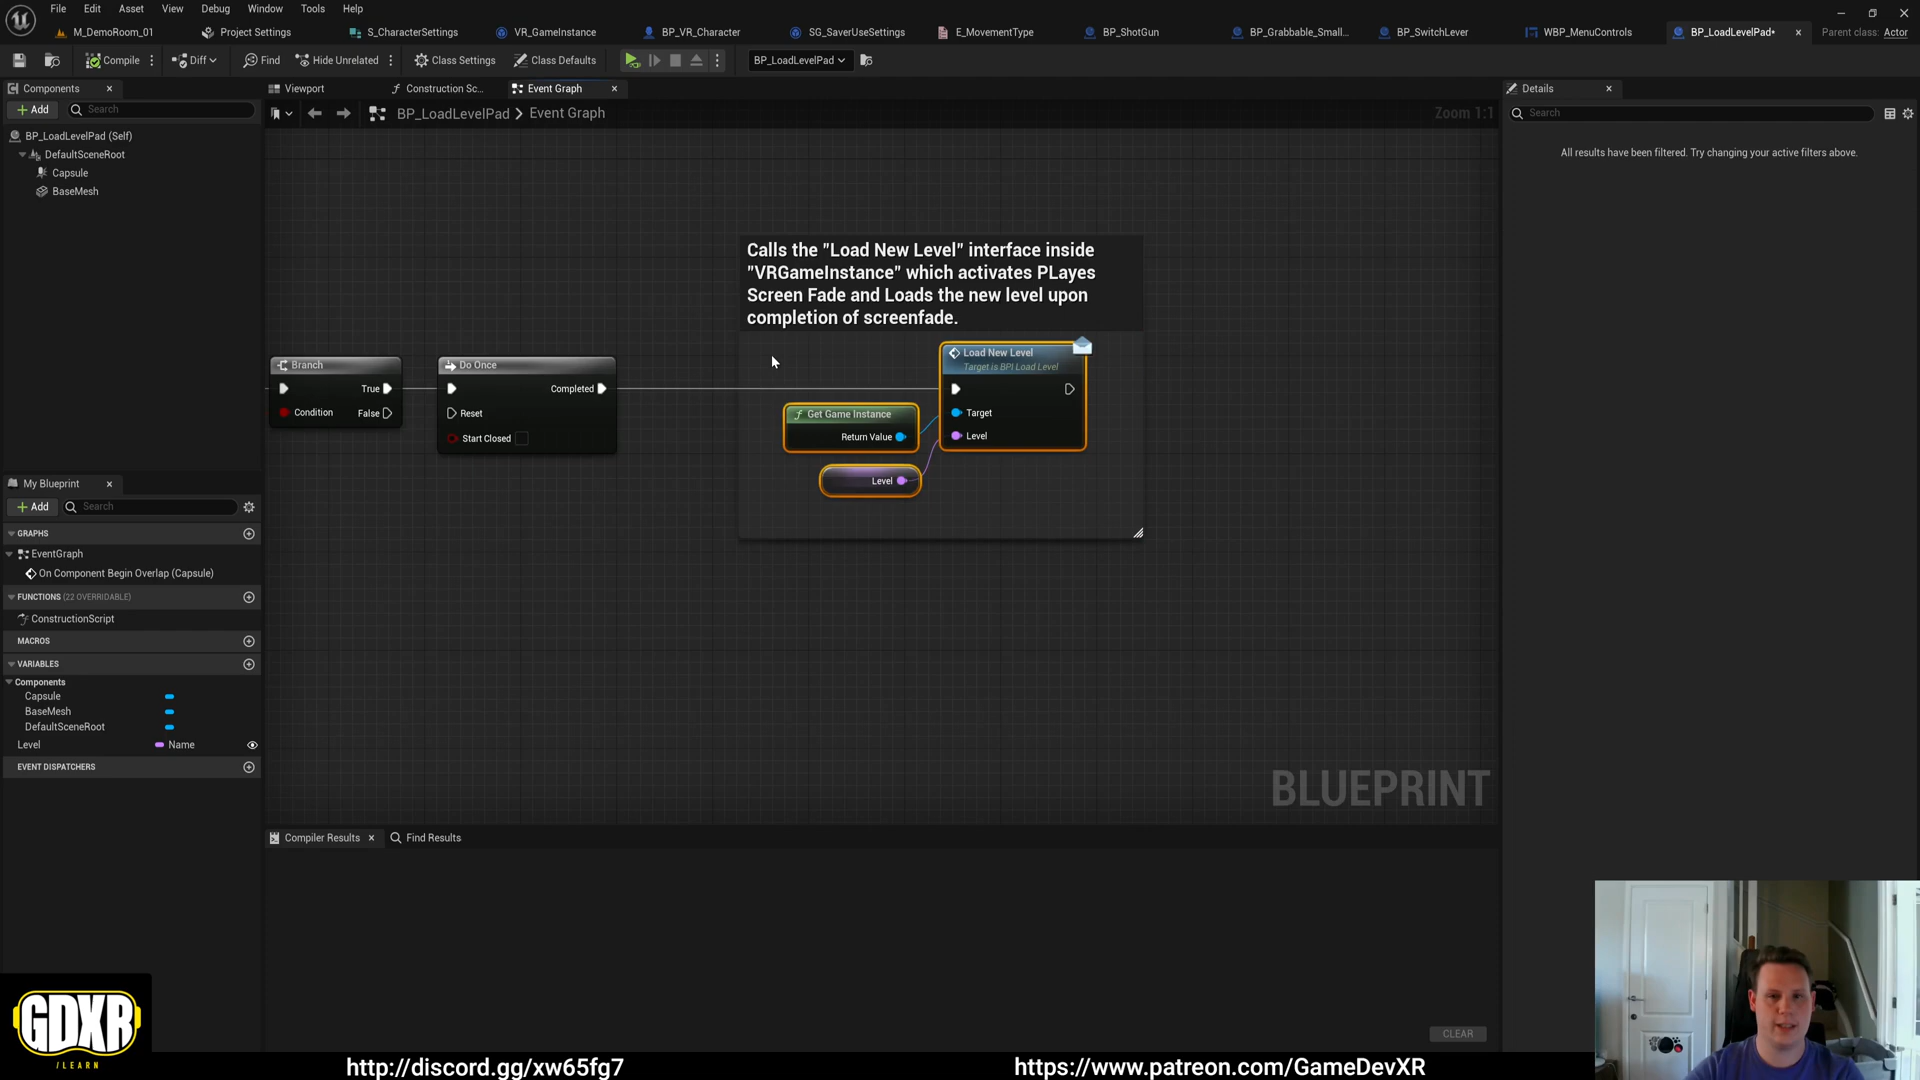 File Edit Asset View Debug Window Tools Help
M_DemoRoom_01 Project Settings S_CharacterSettings VR_GameInstance BP_VR_Character SG_SaverUseSettings E_MovementType BP_ShotGun BP_Grabbable_Small... BP_SwitchLever WBP_MenuControls BP_LoadLevelPad* Parent class: Actor
Compile Diff Find Hide Unrelated Class Settings Class Defaults BP_LoadLevelPad
Components Viewport Construction Sc... Event Graph Details
Add Search BP_LoadLevelPad > Event Graph Zoom 1:1 Search
BP_LoadLevelPad (Self)
DefaultSceneRoot
Capsule
BaseMesh
All results have been filtered. Try changing your active filters above.
Calls the "Load New Level" interface inside
"VRGameInstance" which activates PLayes
Screen Fade and Loads the new level upon
completion of screenfade.
Branch
True
Condition False
Do Once
Completed
Reset
Start Closed
Load New Level
Target is BPI Load Level
Target
Level
Get Game Instance
Return Value
Level
My Blueprint
Add Search
GRAPHS
EventGraph
On Component Begin Overlap (Capsule)
FUNCTIONS (22 OVERRIDABLE)
ConstructionScript
MACROS
VARIABLES
Components
Capsule
BaseMesh
DefaultSceneRoot
Level Name
EVENT DISPATCHERS
BLUEPRINT
Compiler Results Find Results
CLEAR
GDXR
/LEARN
http://discord.gg/xw65fg7 https://www.patreon.com/GameDevXR